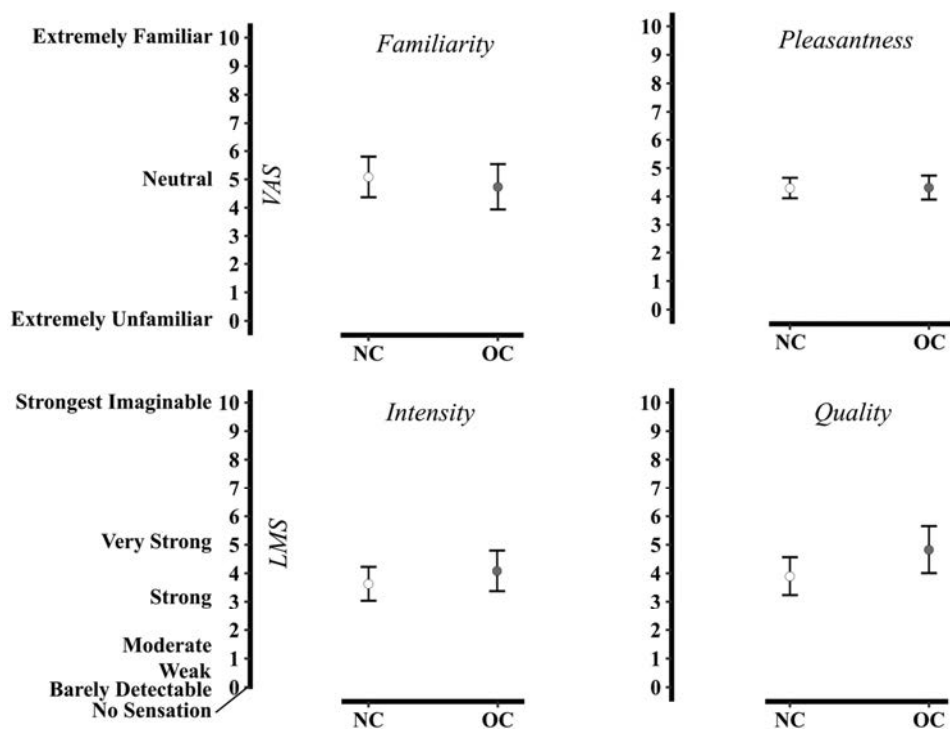 Familiarity
Extremely Familiar 10
9
8
7
6
Neutral 5
4
3
2
1
Extremely Unfamiliar 0
VAS
NC OC
Pleasantness
10
9
8
7
6
5
4
3
2
1
0
NC OC
Intensity
Strongest Imaginable 10
9
8
7
6
Very Strong 5
4
Strong
3
2
Moderate
1
Weak
Barely Detectable 0
No Sensation
LMS
NC OC
Quality
10
9
8
7
6
5
4
3
2
1
0
NC OC